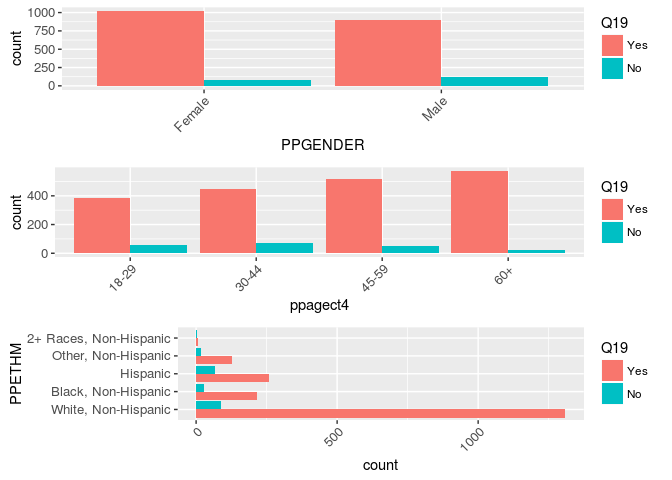 1000
750
500
250
0
count
Female
Male
PPGENDER
Q19
Yes
No
400
200
0
count
18-29
30-44
45-59
60+
ppagect4
Q19
Yes
No
2+ Races, Non-Hispanic
Other, Non-Hispanic
Hispanic
Black, Non-Hispanic
White, Non-Hispanic
PPETHM
0
500
1000
count
Q19
Yes
No